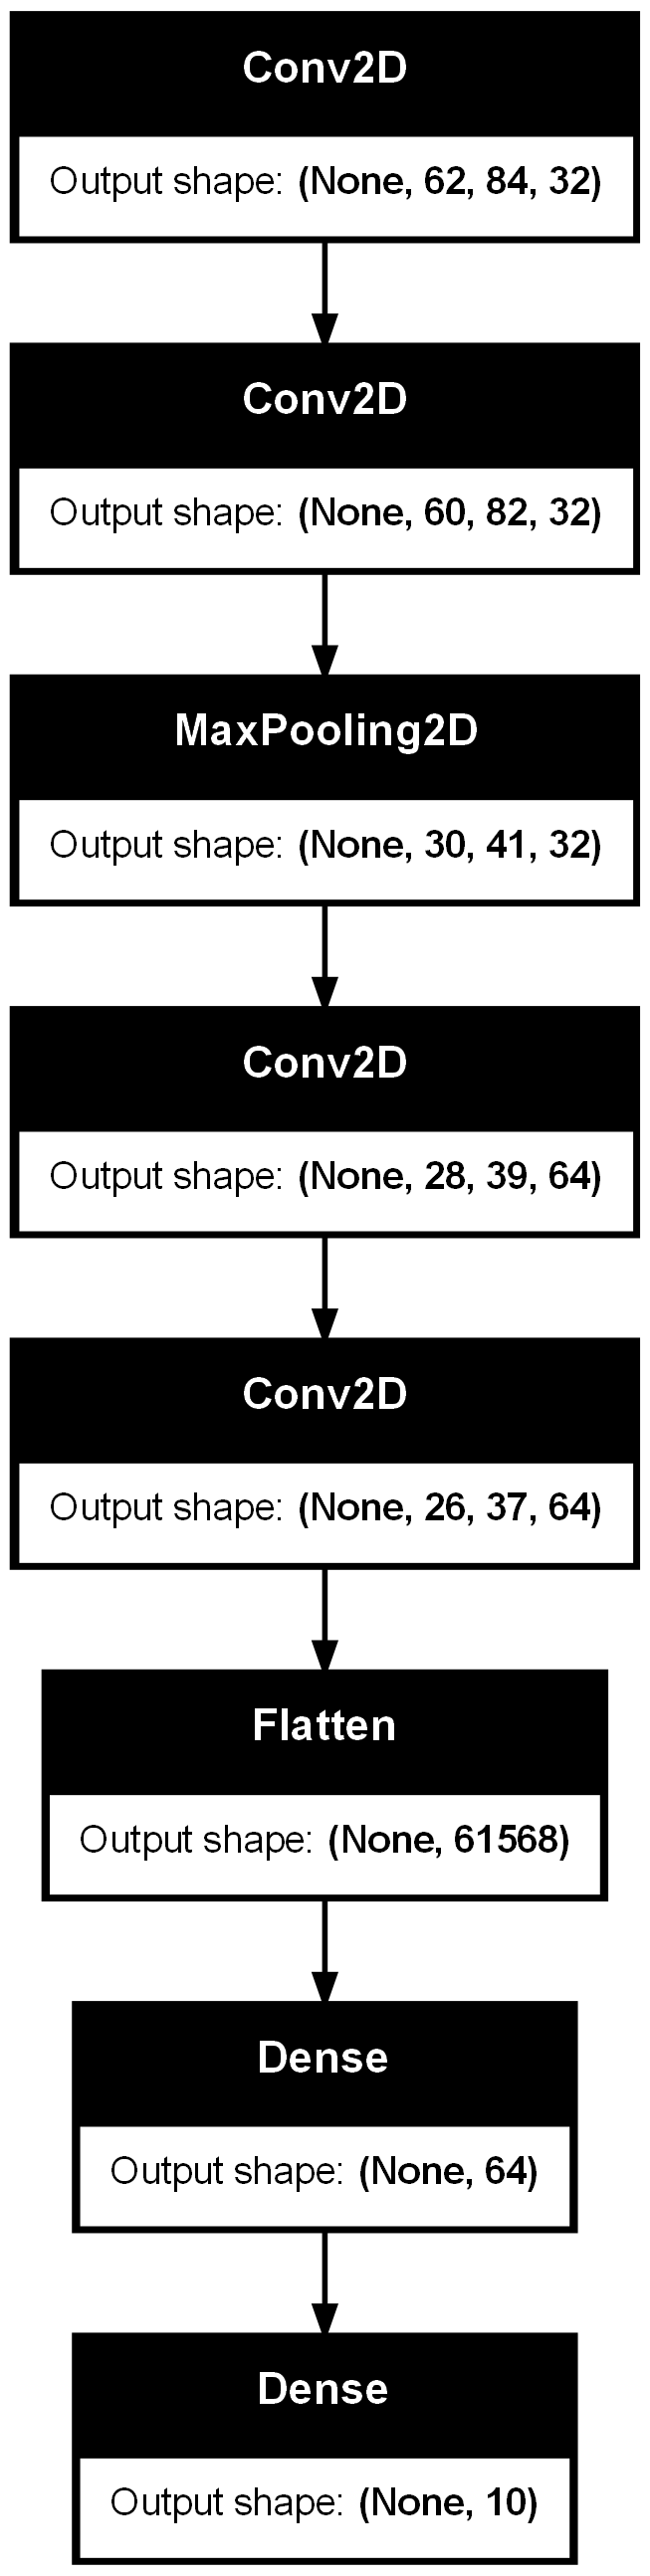 Conv2D
Output shape: (None, 62, 84, 32)
Conv2D
Output shape: (None, 60, 82, 32)
MaxPooling2D
Output shape: (None, 30, 41, 32)
Conv2D
Output shape: (None, 28, 39, 64)
Conv2D
Output shape: (None, 26, 37, 64)
Flatten
Output shape: (None, 61568)
Dense
Output shape: (None, 64)
Dense
Output shape: (None, 10)